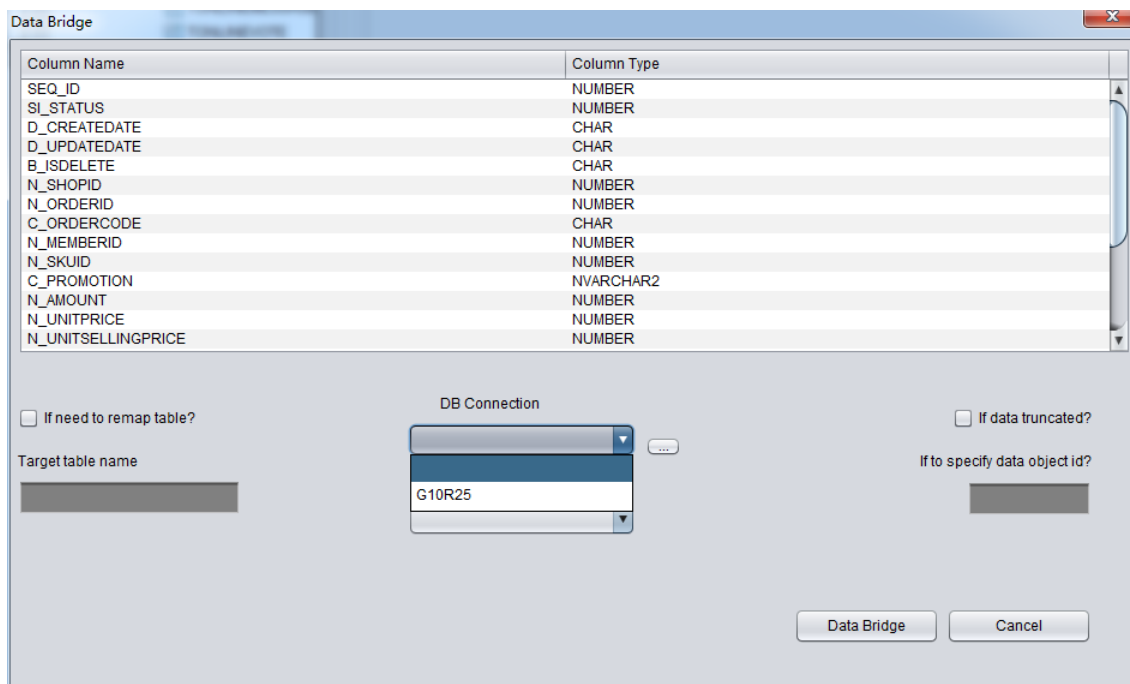 Data Bridge
Column Name Column Type
SEQ_ID NUMBER
SI_STATUS NUMBER
D_CREATEDATE CHAR
D_UPDATEDATE CHAR
B_ISDELETE CHAR
N_SHOPID NUMBER
N_ORDERID NUMBER
C_ORDERCODE CHAR
N_MEMBERID NUMBER
N_SKUID NUMBER
C_PROMOTION NVARCHAR2
N_AMOUNT NUMBER
N_UNITPRICE NUMBER
N_UNITSELLINGPRICE NUMBER
DB Connection
If need to remap table? If data truncated?
...
Target table name If to specify data object id?
G10R25
Data Bridge Cancel